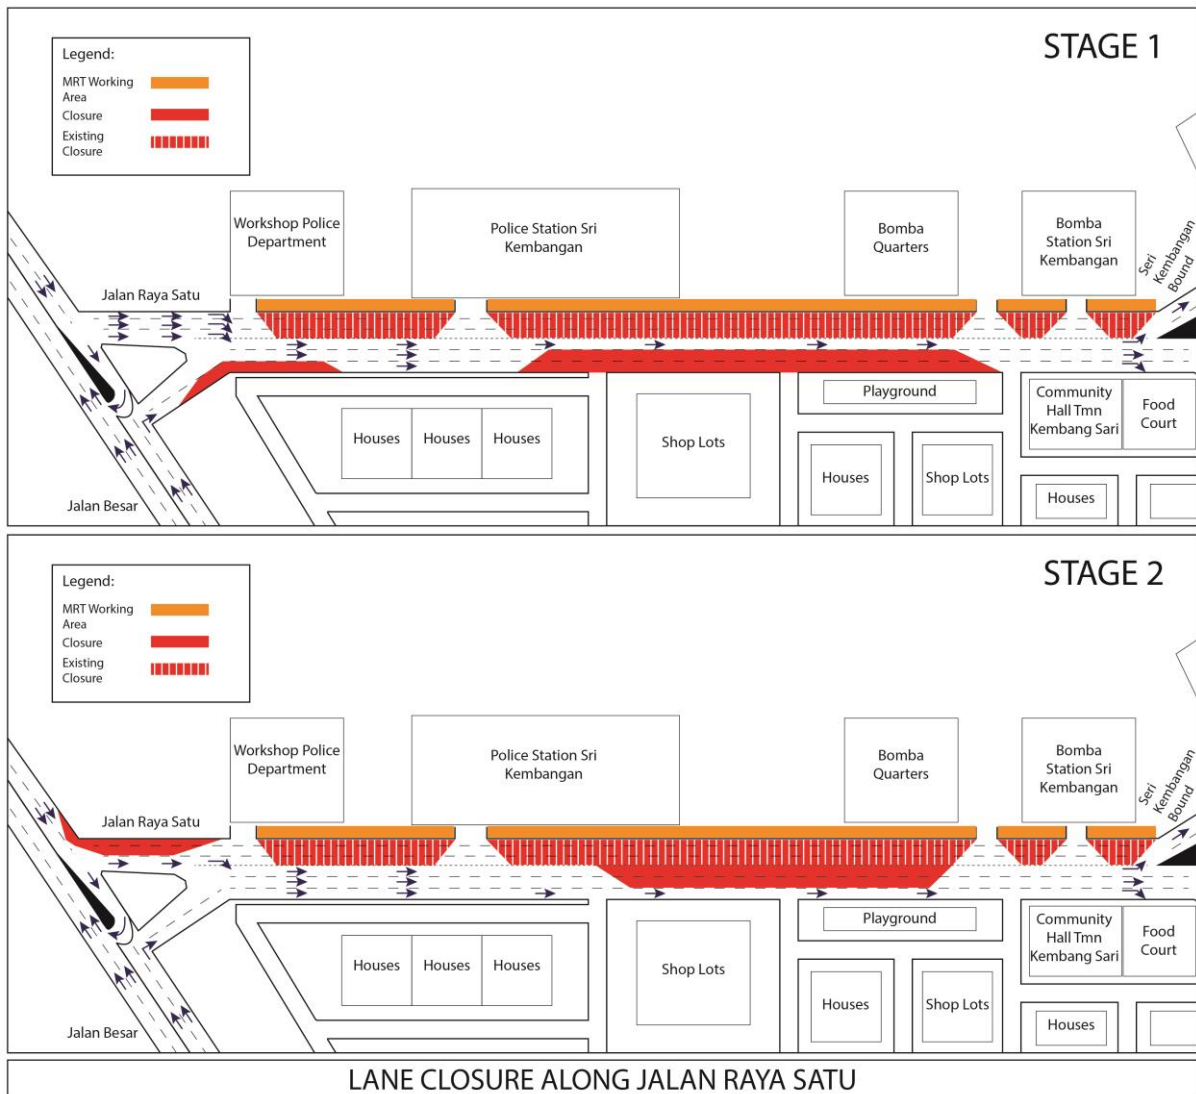 STAGE 1
Legend:
MRT Working
Area
Closure
Existing
Closure
Workshop Police
Department
Police Station Sri
Kembangan
Bomba
Quarters
Bomba
Station Sri
Kembangan
Seri
Kembangan
Bound
Jalan Raya Satu
Playground
Houses
Houses
Houses
Shop Lots
Community
Hall Tmn
Kembang Sari
Food
Court
Houses
Shop Lots
Houses
Jalan Besar
STAGE 2
Legend:
MRT Working
Area
Closure
Existing
Closure
Workshop Police
Department
Police Station Sri
Kembangan
Bomba
Quarters
Bomba
Station Sri
Kembangan
Seri
Kembangan
Bound
Jalan Raya Satu
Playground
Houses
Houses
Houses
Shop Lots
Community
Hall Tmn
Kembang Sari
Food
Court
Houses
Shop Lots
Houses
Jalan Besar
LANE CLOSURE ALONG JALAN RAYA SATU